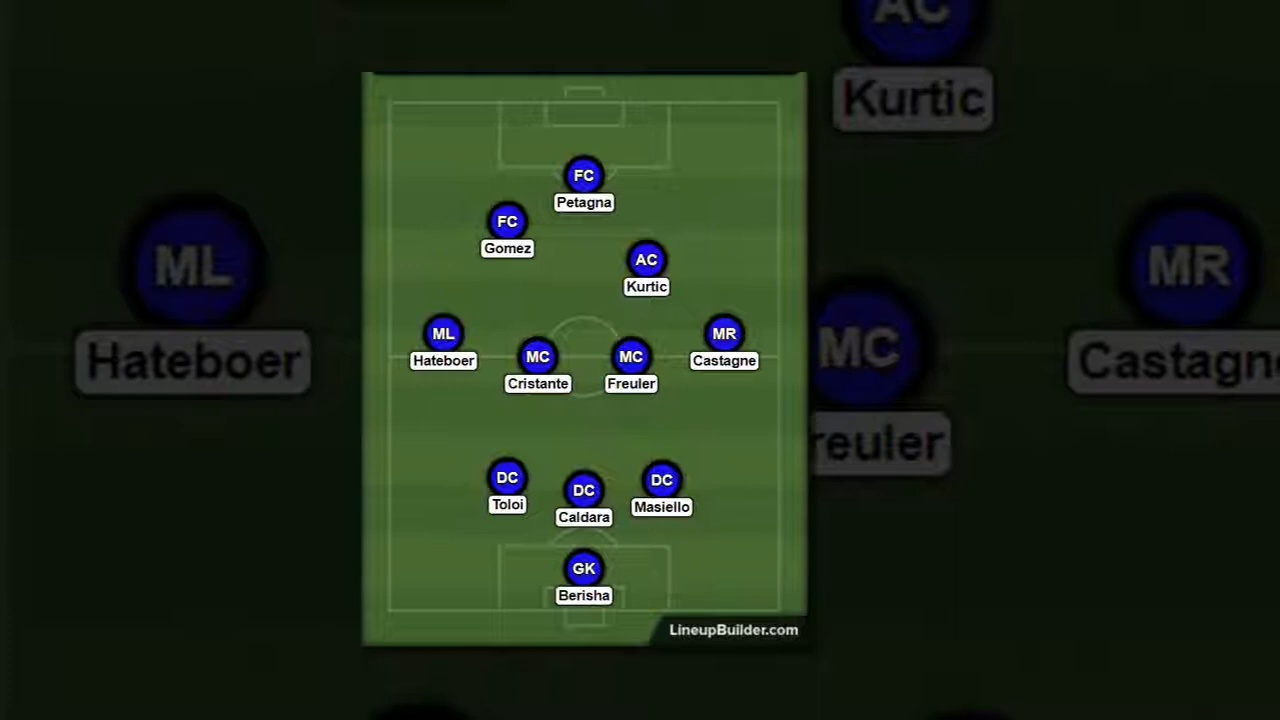 FC
Petagna
FC
Gomez
AC
Kurtic
ML
Hateboer
MC
Cristante
MC
Freuler
MR
Castagne
DC
Toloi
DC
Caldara
DC
Masiello
GK
Berisha
LineupBuilder.com
AC
Kurtic
ML
Hateboer
MC
reuler
MR
Castagne